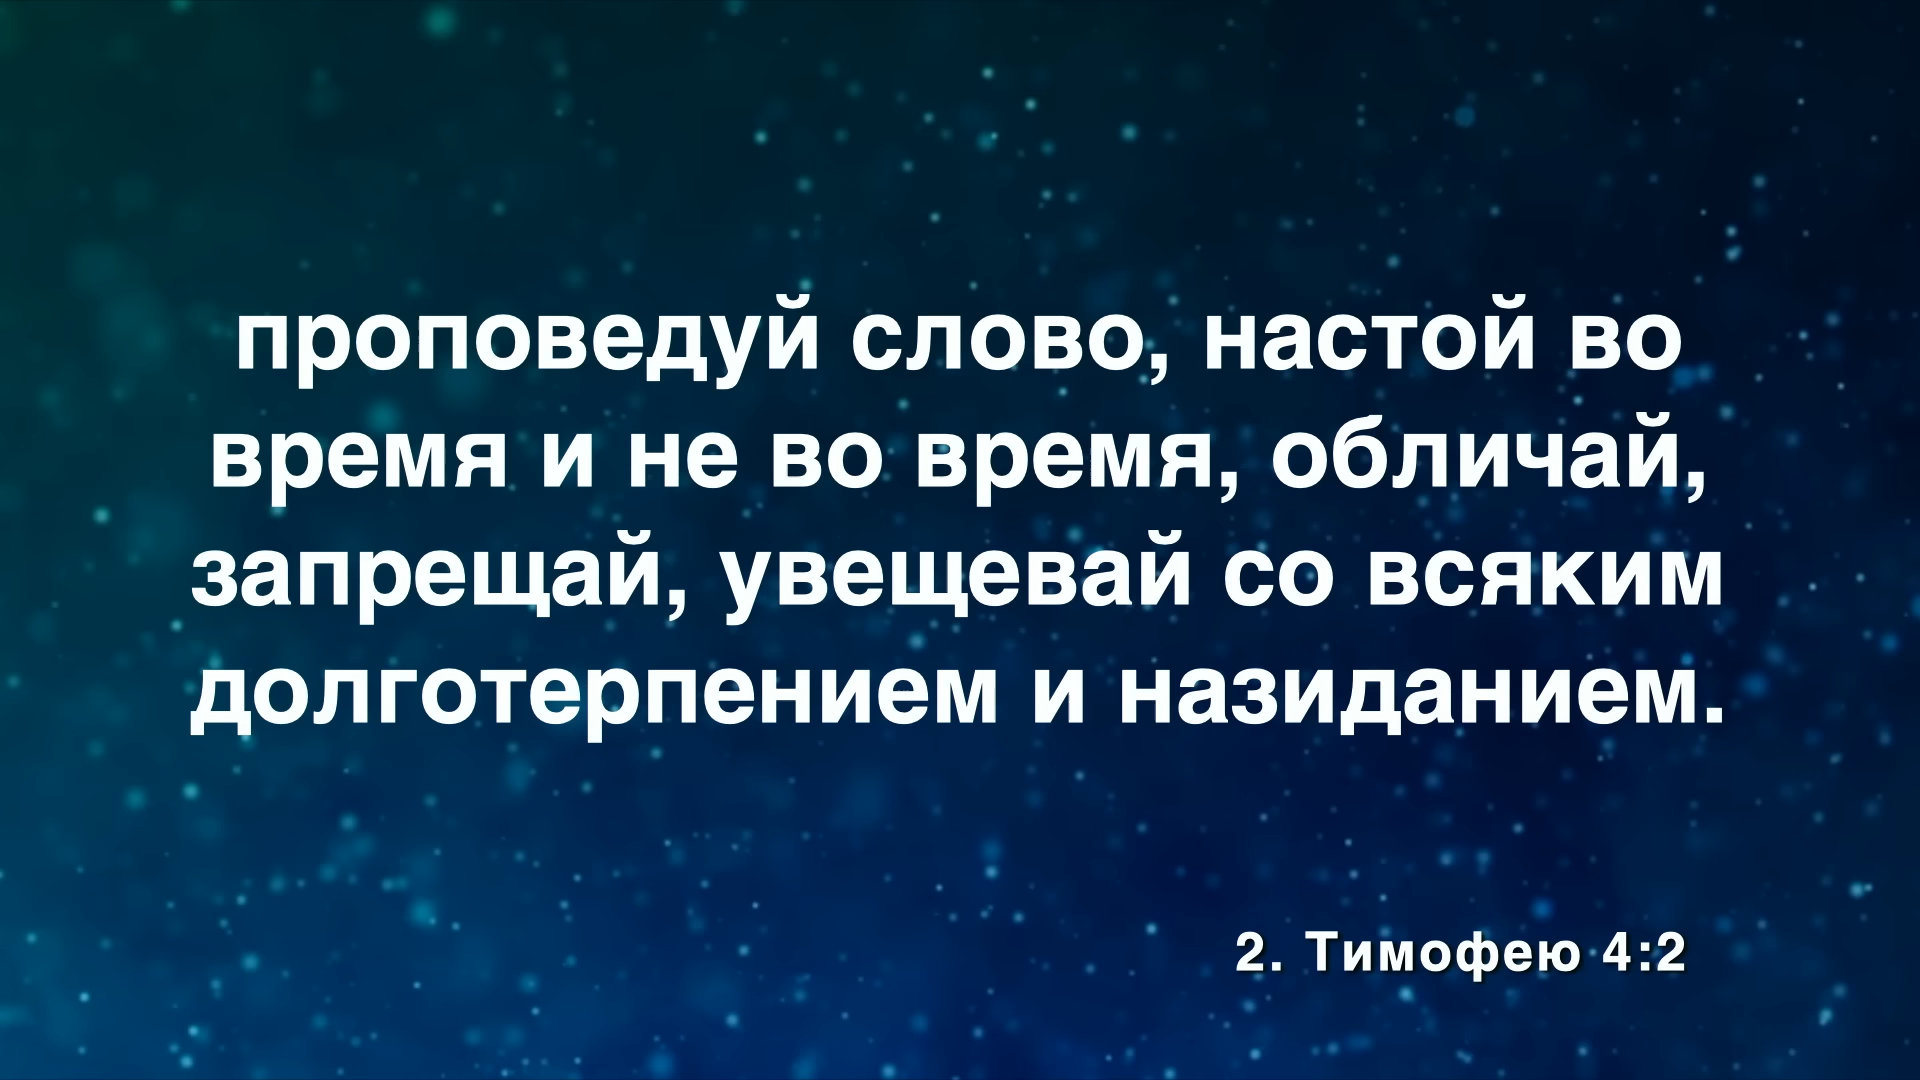 проповедуй слово, настой во
время и не во время, обличай,
запрещай, увещевай со всяким
долготерпением и назиданием.
2. Тимофею 4:2